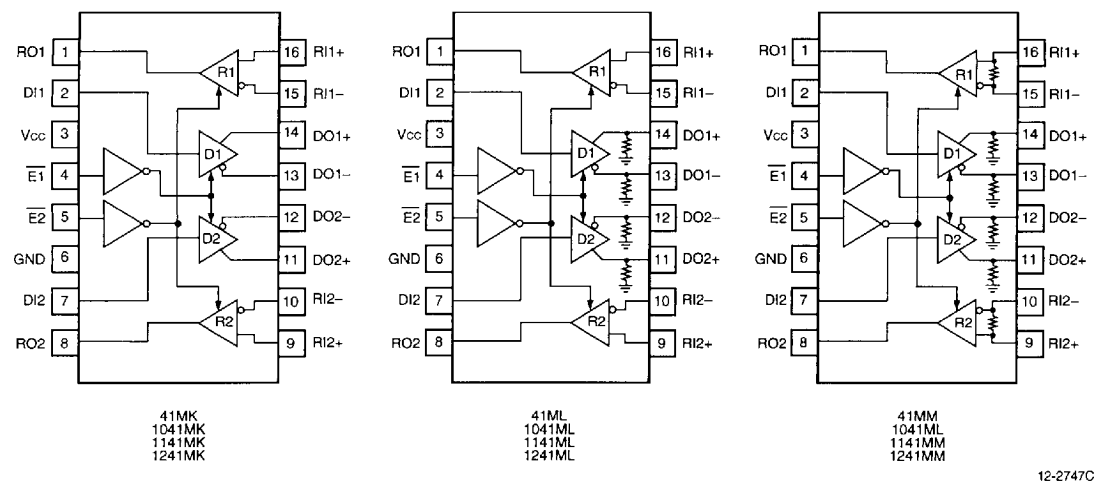 RO1 1 16 RI1+
R1
DI1 2 15 RI1−
Vcc 3 14 DO1+
D1
E1 4 13 DO1−
E2 5 12 DO2−
D2
GND 6 11 DO2+
DI2 7 10 RI2−
R2
RO2 8 9 RI2+
41MK
1041MK
1141MK
1241MK
RO1 1 16 RI1+
R1
DI1 2 15 RI1−
Vcc 3 14 DO1+
D1
E1 4 13 DO1−
E2 5 12 DO2−
D2
GND 6 11 DO2+
DI2 7 10 RI2−
R2
RO2 8 9 RI2+
41ML
1041ML
1141ML
1241ML
RO1 1 16 RI1+
R1
DI1 2 15 RI1−
Vcc 3 14 DO1+
D1
E1 4 13 DO1−
E2 5 12 DO2−
D2
GND 6 11 DO2+
DI2 7 10 RI2−
R2
RO2 8 9 RI2+
41MM
1041ML
1141MM
1241MM
12-2747C